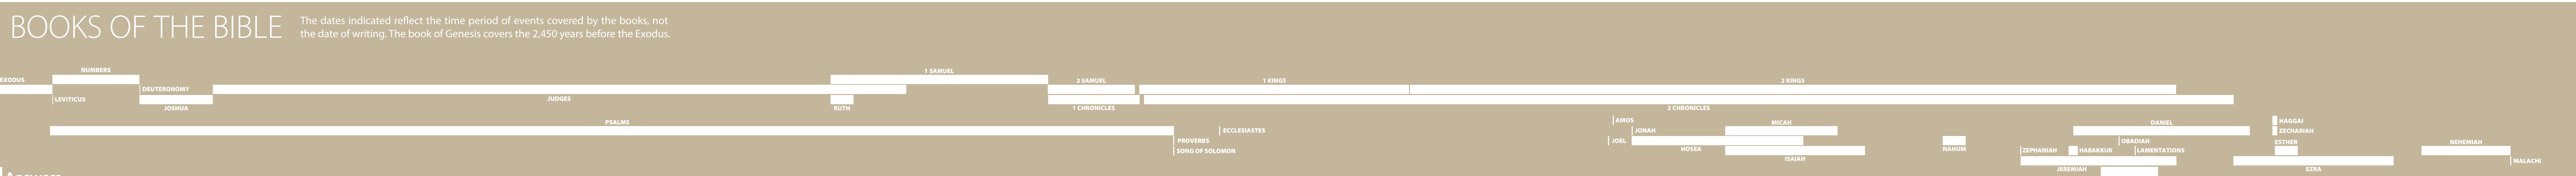 BOOKS OF THE BIBLE
The dates indicated reflect the time period of events covered by the books, not
the date of writing. The book of Genesis covers the 2,450 years before the Exodus.
NUMBERS
1 SAMUEL
EXODUS
2 SAMUEL
1 KINGS
2 KINGS
DEUTERONOMY
LEVITICUS
JUDGES
JOSHUA
RUTH
1 CHRONICLES
2 CHRONICLES
PSALMS
AMOS
MICAH
DANIEL
HAGGAI
ECCLESIASTES
JONAH
ZECHARIAH
PROVERBS
JOEL
OBADIAH
ESTHER
NEHEMIAH
SONG OF SOLOMON
HOSEA
NAHUM
ZEPHANIAH
HABAKKUK
LAMENTATIONS
ISAIAH
MALACHI
JEREMIAH
EZRA